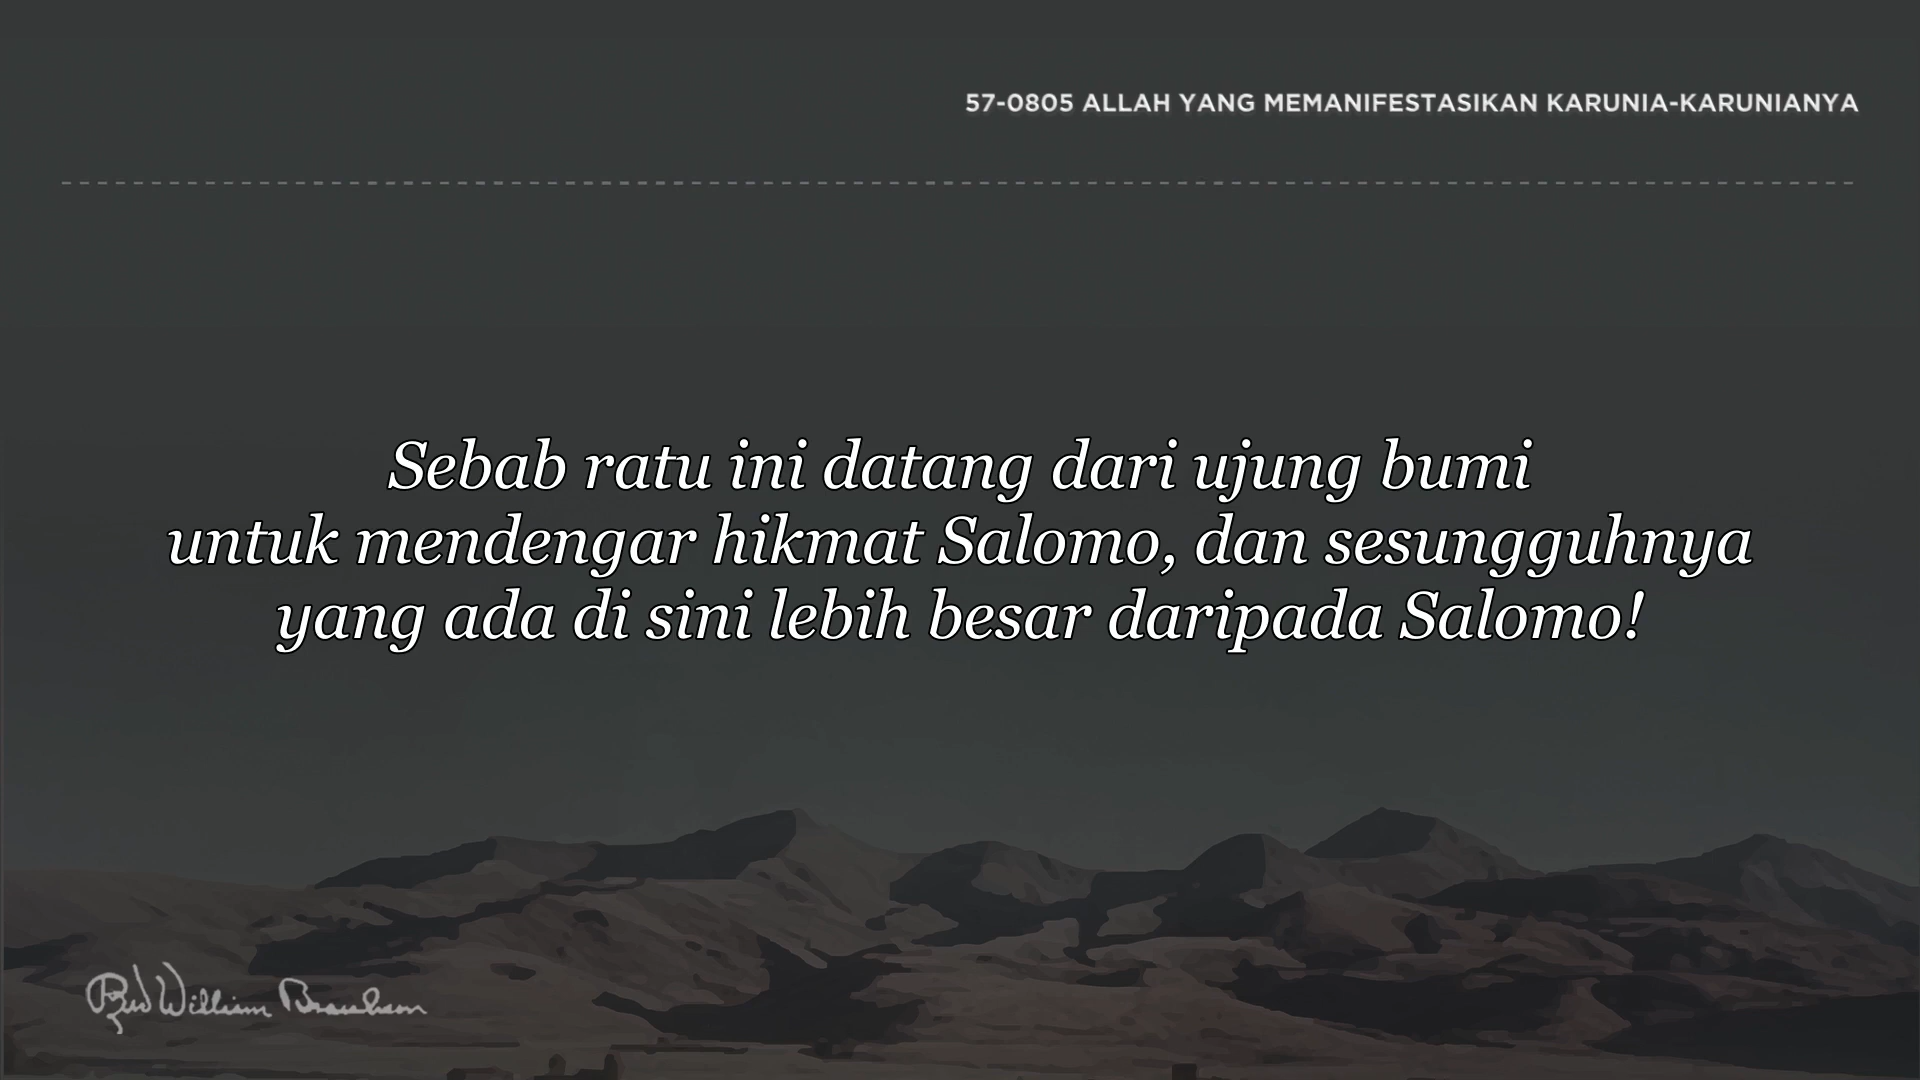 57-0805 ALLAH YANG MEMANIFESTASIKAN KARUNIA-KARUNIANYA
Sebab ratu ini datang dari ujung bumi
untuk mendengar hikmat Salomo, dan sesungguhnya
yang ada di sini lebih besar daripada Salomo!
Rev William Branham